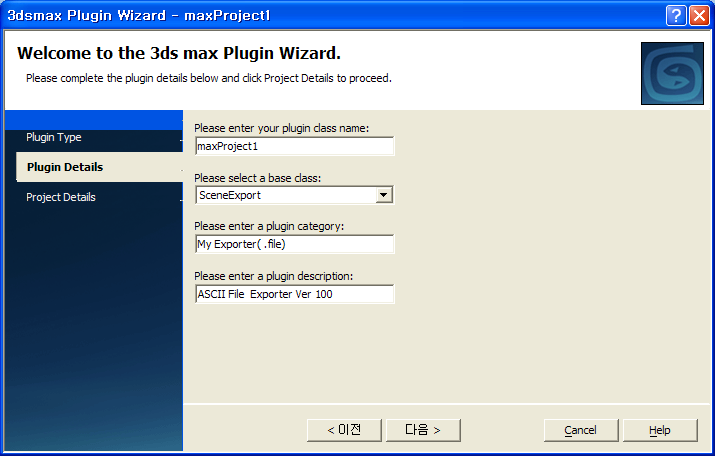 3dsmax Plugin Wizard - maxProject1
Welcome to the 3ds max Plugin Wizard.
Please complete the plugin details below and click Project Details to proceed.
Plugin Type
Plugin Details
Project Details
Please enter your plugin class name:
maxProject1
Please select a base class:
SceneExport
Please enter a plugin category:
My Exporter( .file)
Please enter a plugin description:
ASCII File  Exporter Ver 100
< 이전
다음 >
Cancel
Help